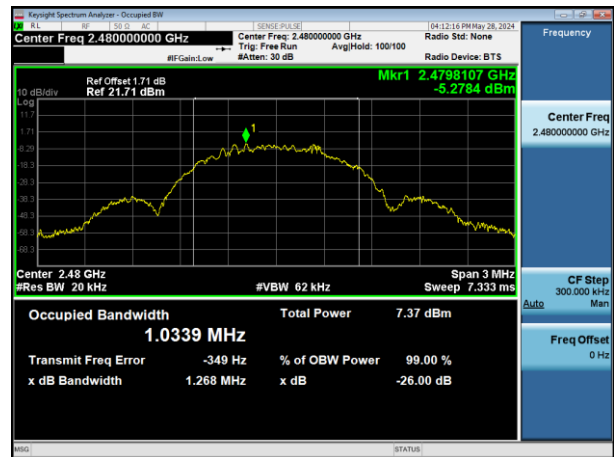 Keysight Spectrum Analyzer - Occupied BW
RL RF 50 Ω AC SENSE:PULSE 04:12:16 PM May 28, 2024
Center Freq 2.480000000 GHz
Center Freq: 2.480000000 GHz
Radio Std: None
Trig: Free Run Avg|Hold: 100/100
#IFGain:Low #Atten: 30 dB Radio Device: BTS
Ref Offset 1.71 dB
10 dB/div Ref 21.71 dBm
Mkr1 2.4798107 GHz
-5.2784 dBm
Log
11.7
1.71
1
-8.29
-18.3
-28.3
-38.3
-48.3
-58.3
-68.3
Center 2.48 GHz Span 3 MHz
#Res BW 20 kHz #VBW 62 kHz Sweep 7.333 ms
Occupied Bandwidth Total Power 7.37 dBm
1.0339 MHz
Transmit Freq Error -349 Hz % of OBW Power 99.00 %
x dB Bandwidth 1.268 MHz x dB -26.00 dB
MSG STATUS
Frequency
Center Freq
2.480000000 GHz
CF Step
300.000 kHz
Auto Man
Freq Offset
0 Hz